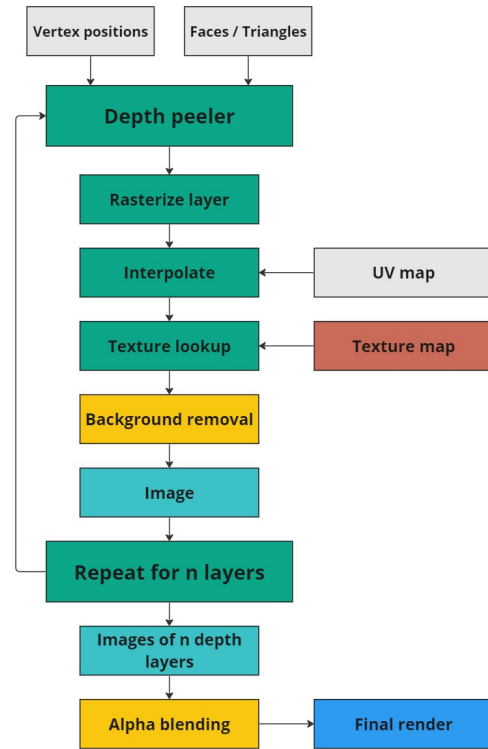 Vertex positions
Faces / Triangles
Depth peeler
Rasterize layer
Interpolate
UV map
Texture lookup
Texture map
Background removal
Image
Repeat for n layers
Images of n depth
layers
Alpha blending
Final render